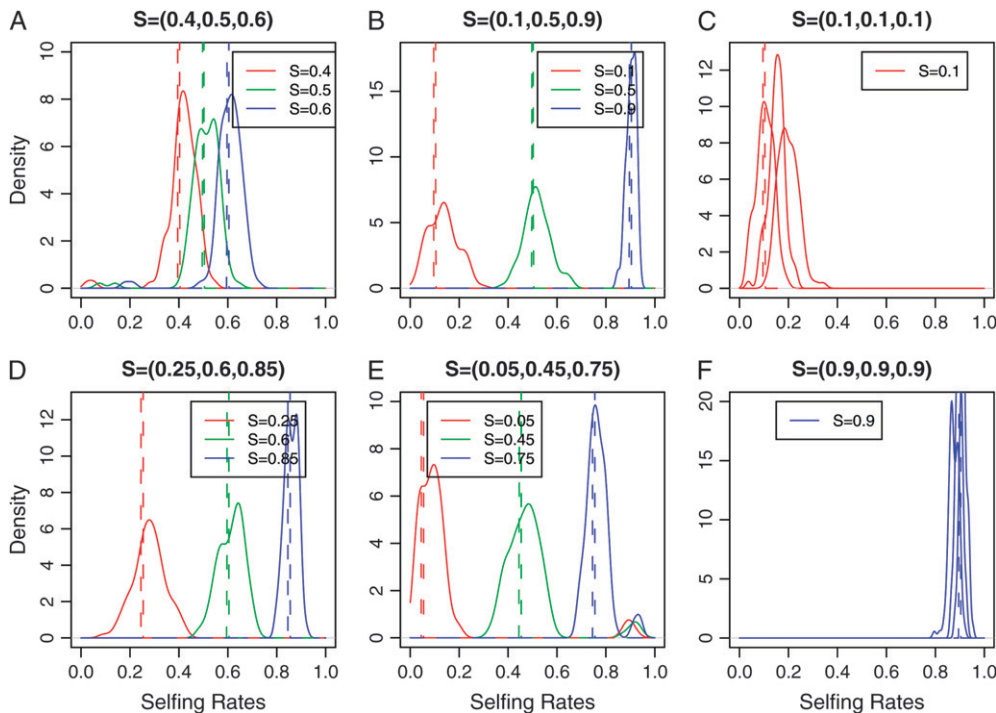 A
S=(0.4,0.5,0.6)
Density
10
8
6
4
2
0
0.0 0.2 0.4 0.6 0.8 1.0
S=0.4
S=0.5
S=0.6
B
S=(0.1,0.5,0.9)
15
10
5
0
0.0 0.2 0.4 0.6 0.8 1.0
S=0.1
S=0.5
S=0.9
C
S=(0.1,0.1,0.1)
12
10
8
6
4
2
0
0.0 0.2 0.4 0.6 0.8 1.0
S=0.1
D
S=(0.25,0.6,0.85)
Density
12
10
8
6
4
2
0
0.0 0.2 0.4 0.6 0.8 1.0
Selfing Rates
S=0.25
S=0.6
S=0.85
E
S=(0.05,0.45,0.75)
10
8
6
4
2
0
0.0 0.2 0.4 0.6 0.8 1.0
Selfing Rates
S=0.05
S=0.45
S=0.75
F
S=(0.9,0.9,0.9)
20
15
10
5
0
0.0 0.2 0.4 0.6 0.8 1.0
Selfing Rates
S=0.9